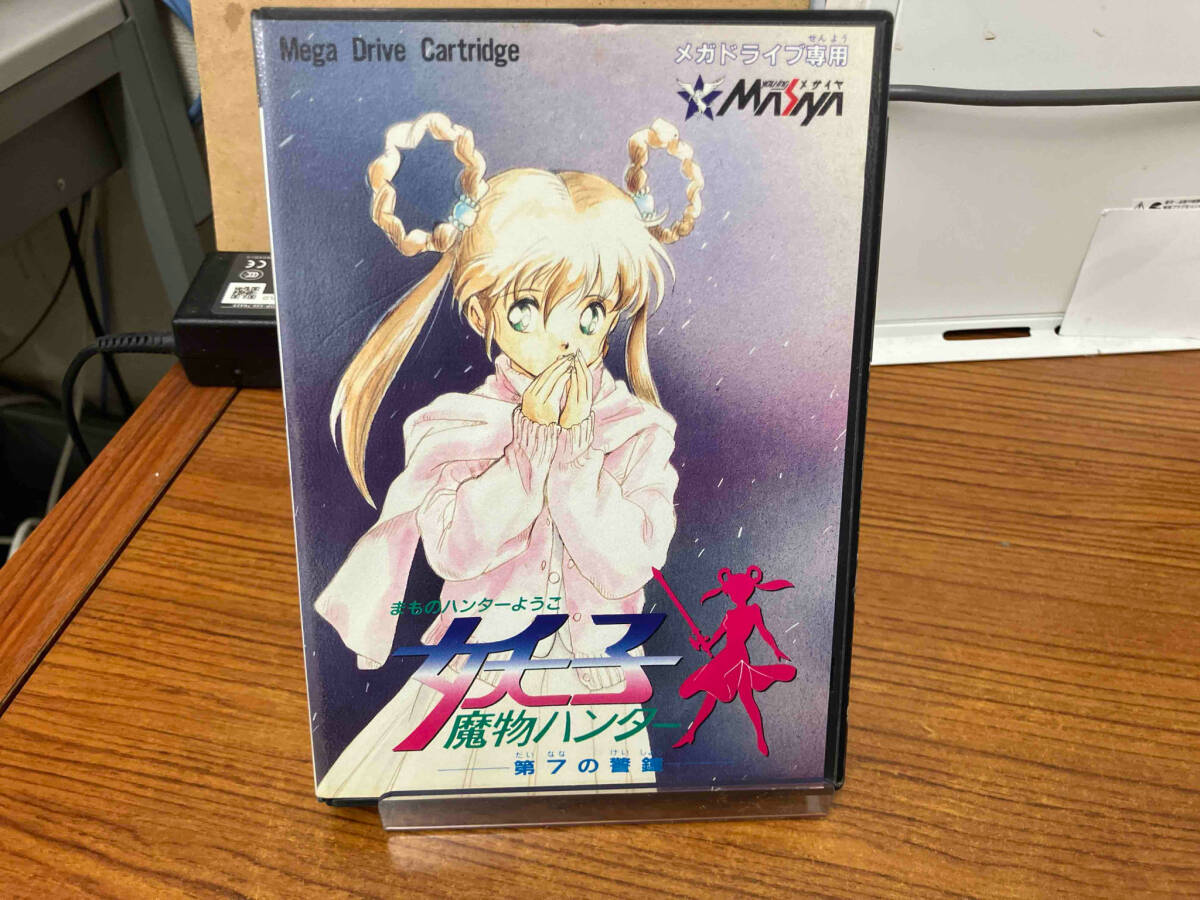 Mega Drive Cartridge
せんよう
メガドライブ専用
メサイヤ
MASAYA
まものハンターようこ
妖子
魔物ハンター
だい なな けいしょう
第7の警鐘